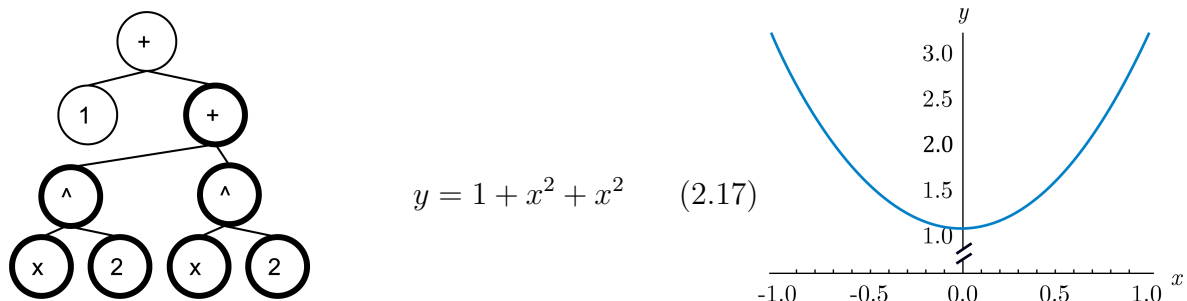 +
1 +
^ ^
x 2 x 2
y = 1 + x² + x² (2.17)
y
3.0
2.5
2.0
1.5
1.0
-1.0 -0.5 0.0 0.5 1.0 x